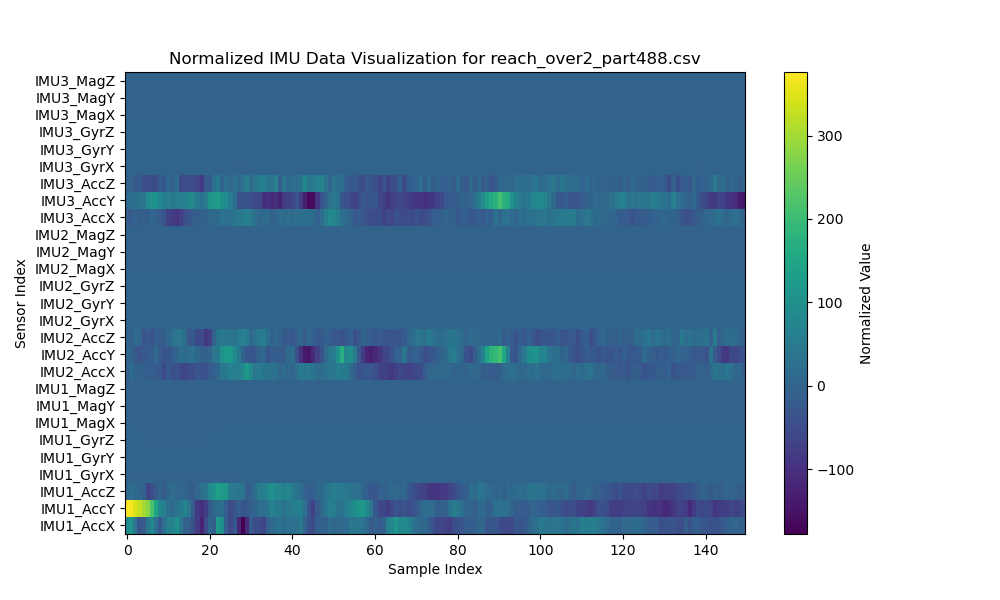 Normalized IMU Data Visualization for reach_over2_part488.csv
IMU3_MagZ
IMU3_MagY
IMU3_MagX
IMU3_GyrZ
IMU3_GyrY
IMU3_GyrX
IMU3_AccZ
IMU3_AccY
IMU3_AccX
IMU2_MagZ
IMU2_MagY
IMU2_MagX
IMU2_GyrZ
IMU2_GyrY
IMU2_GyrX
IMU2_AccZ
IMU2_AccY
IMU2_AccX
IMU1_MagZ
IMU1_MagY
IMU1_MagX
IMU1_GyrZ
IMU1_GyrY
IMU1_GyrX
IMU1_AccZ
IMU1_AccY
IMU1_AccX
Sensor Index
0 20 40 60 80 100 120 140
Sample Index
300
200
100
0
−100
Normalized Value